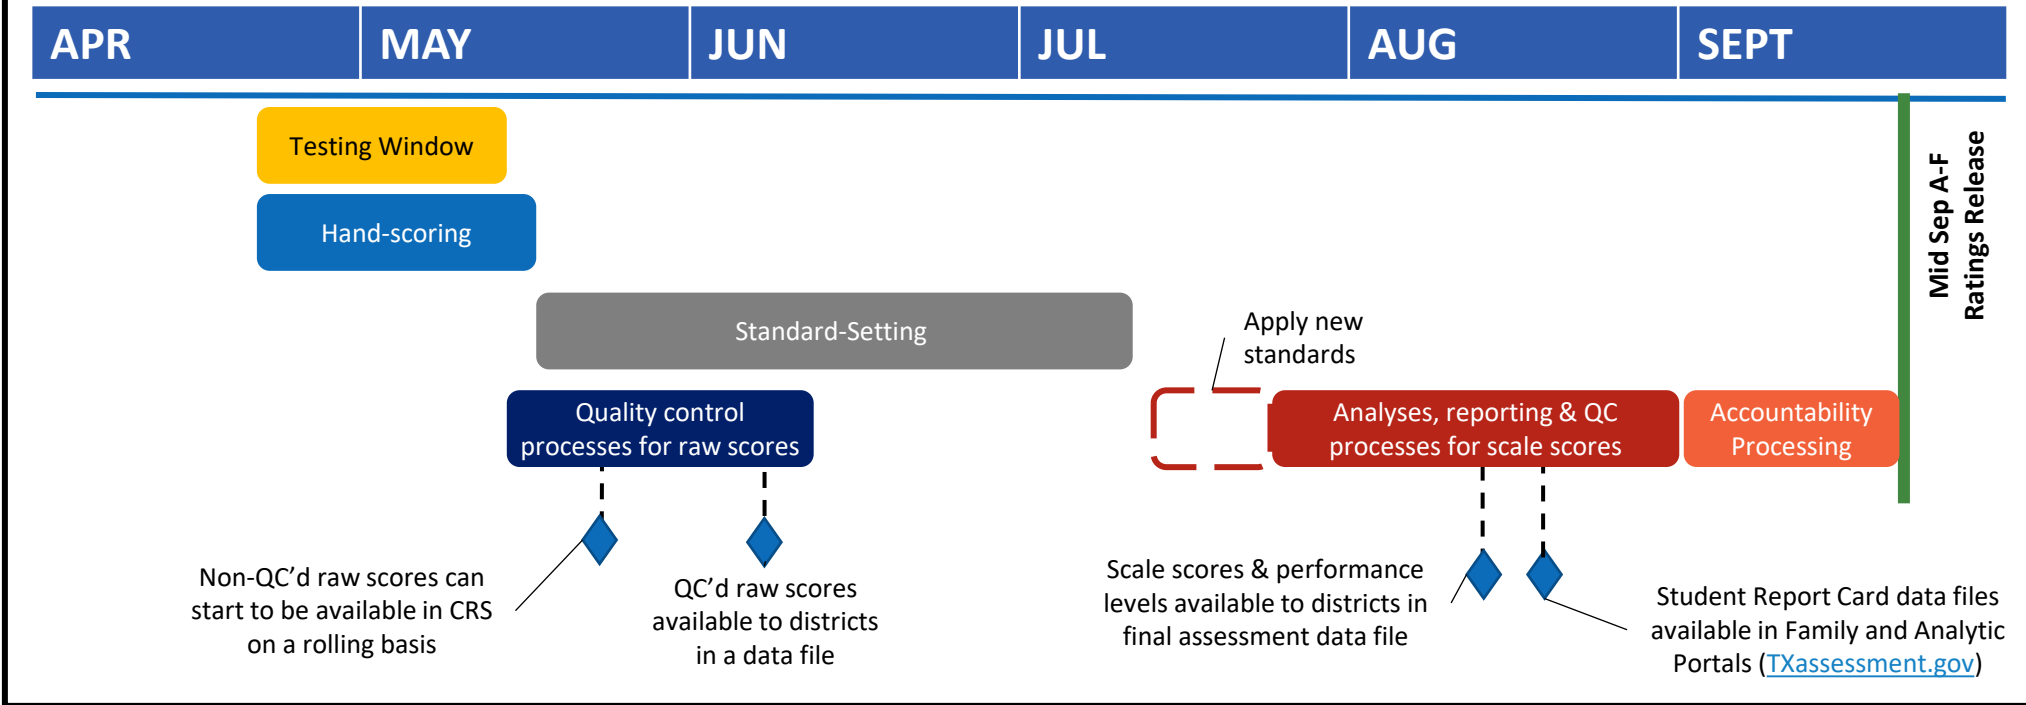 APR MAY JUN JUL AUG SEPT
Testing Window
Hand-scoring
Standard-Setting
Apply new
standards
Quality control
processes for raw scores
Analyses, reporting & QC
processes for scale scores
Accountability
Processing
Mid Sep A-F
Ratings Release
Non-QC’d raw scores can
start to be available in CRS
on a rolling basis
QC’d raw scores
available to districts
in a data file
Scale scores & performance
levels available to districts in
final assessment data file
Student Report Card data files
available in Family and Analytic
Portals (TXassessment.gov)